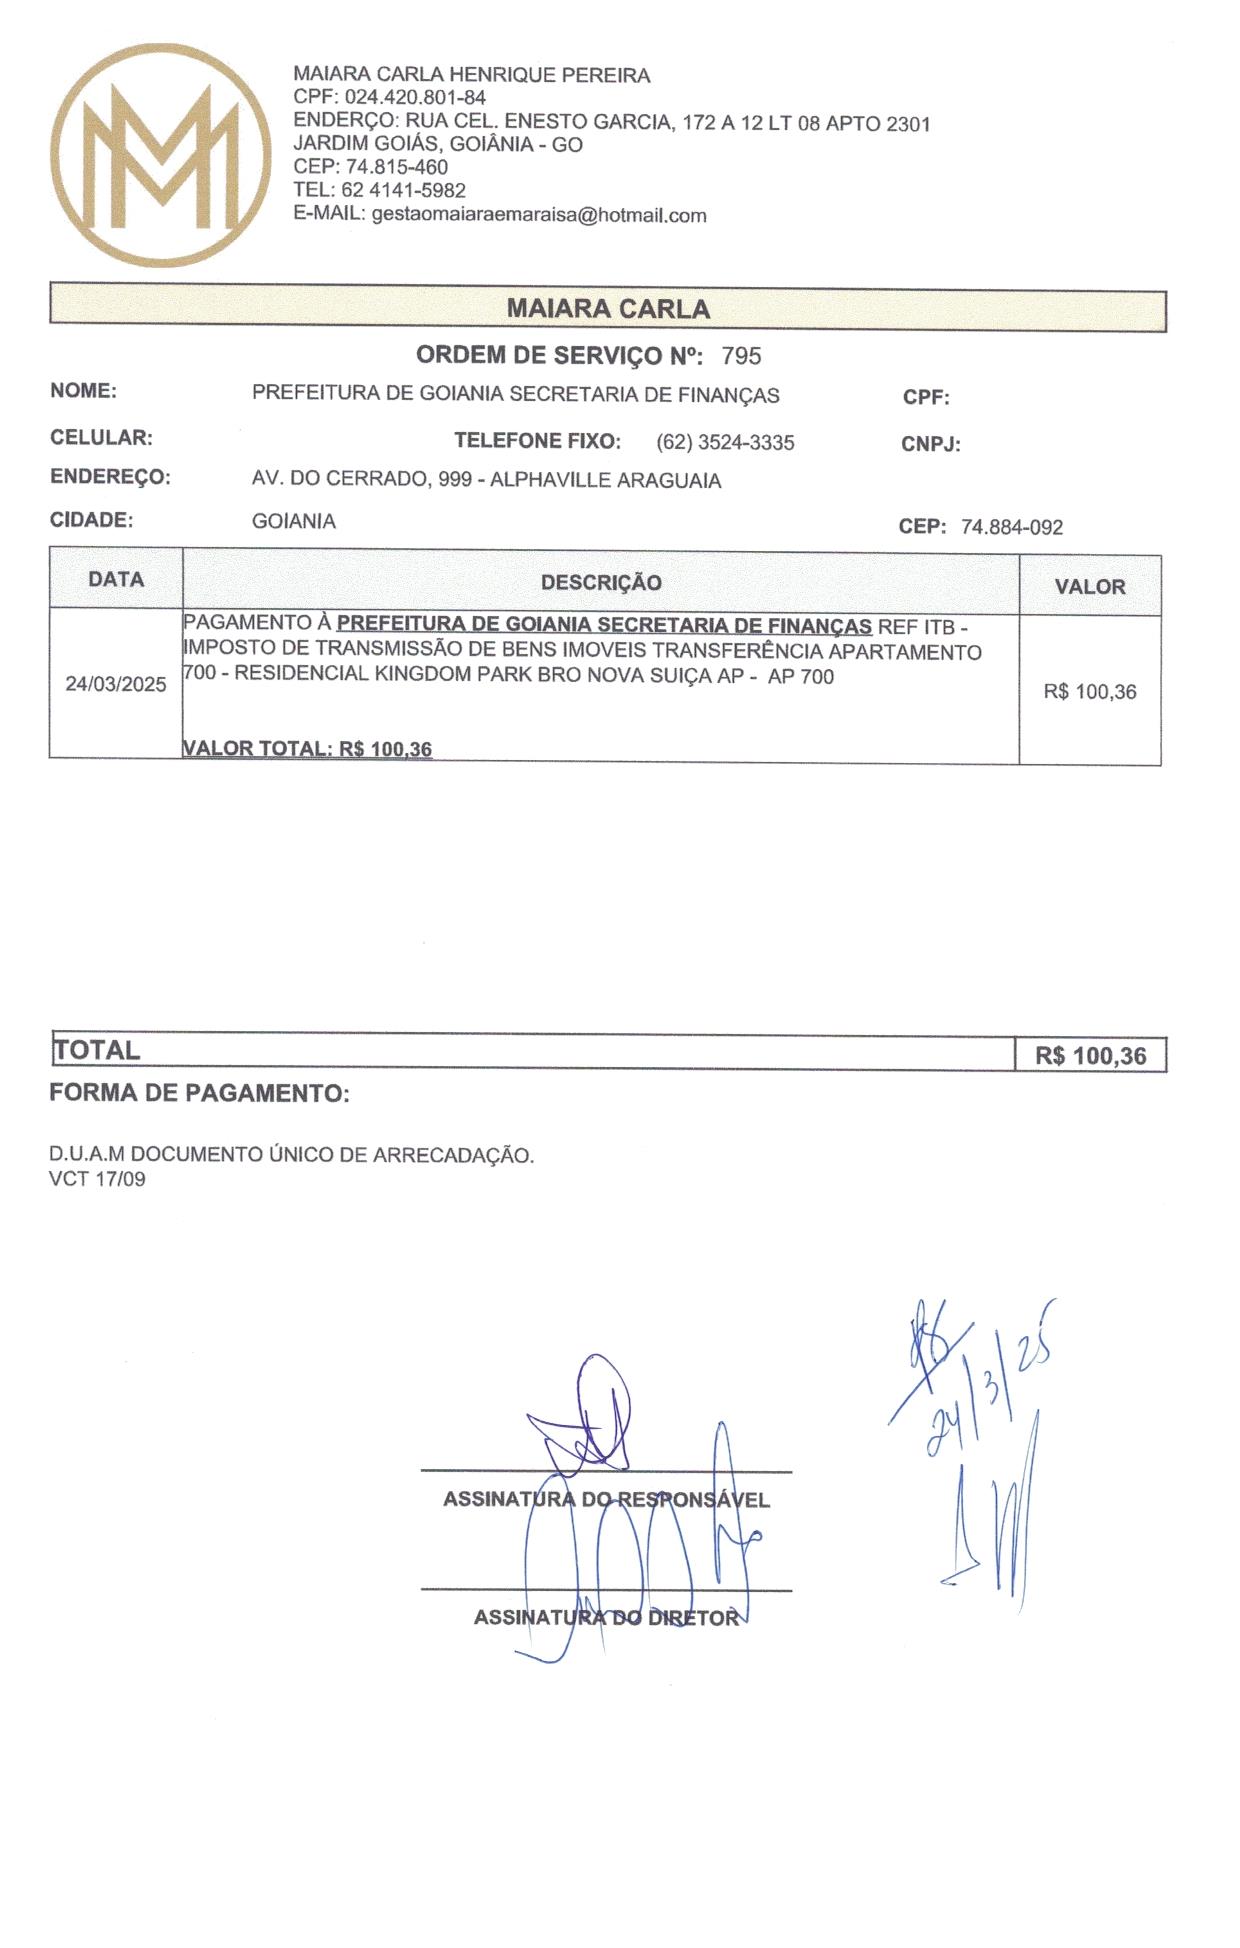 MAIARA CARLA HENRIQUE PEREIRA
CPF: 024.420.801-84
ENDERÇO: RUA CEL. ENESTO GARCIA, 172 A 12 LT 08 APTO 2301
JARDIM GOIÁS, GOIÂNIA - GO
CEP: 74.815-460
TEL: 62 4141-5982
E-MAIL: gestaomaiaraemaraisa@hotmail.com
MAIARA CARLA
ORDEM DE SERVIÇO Nº: 795
NOME: PREFEITURA DE GOIANIA SECRETARIA DE FINANÇAS CPF:
CELULAR: TELEFONE FIXO: (62) 3524-3335 CNPJ:
ENDEREÇO: AV. DO CERRADO, 999 - ALPHAVILLE ARAGUAIA
CIDADE: GOIANIA CEP: 74.884-092
DATA DESCRIÇÃO VALOR
PAGAMENTO À PREFEITURA DE GOIANIA SECRETARIA DE FINANÇAS REF ITB -
IMPOSTO DE TRANSMISSÃO DE BENS IMOVEIS TRANSFERÊNCIA APARTAMENTO
700 - RESIDENCIAL KINGDOM PARK BRO NOVA SUIÇA AP - AP 700
24/03/2025 R$ 100,36
VALOR TOTAL: R$ 100,36
TOTAL R$ 100,36
FORMA DE PAGAMENTO:
D.U.A.M DOCUMENTO ÚNICO DE ARRECADAÇÃO.
VCT 17/09
24/3/25
ASSINATURA DO RESPONSÁVEL
ASSINATURA DO DIRETOR